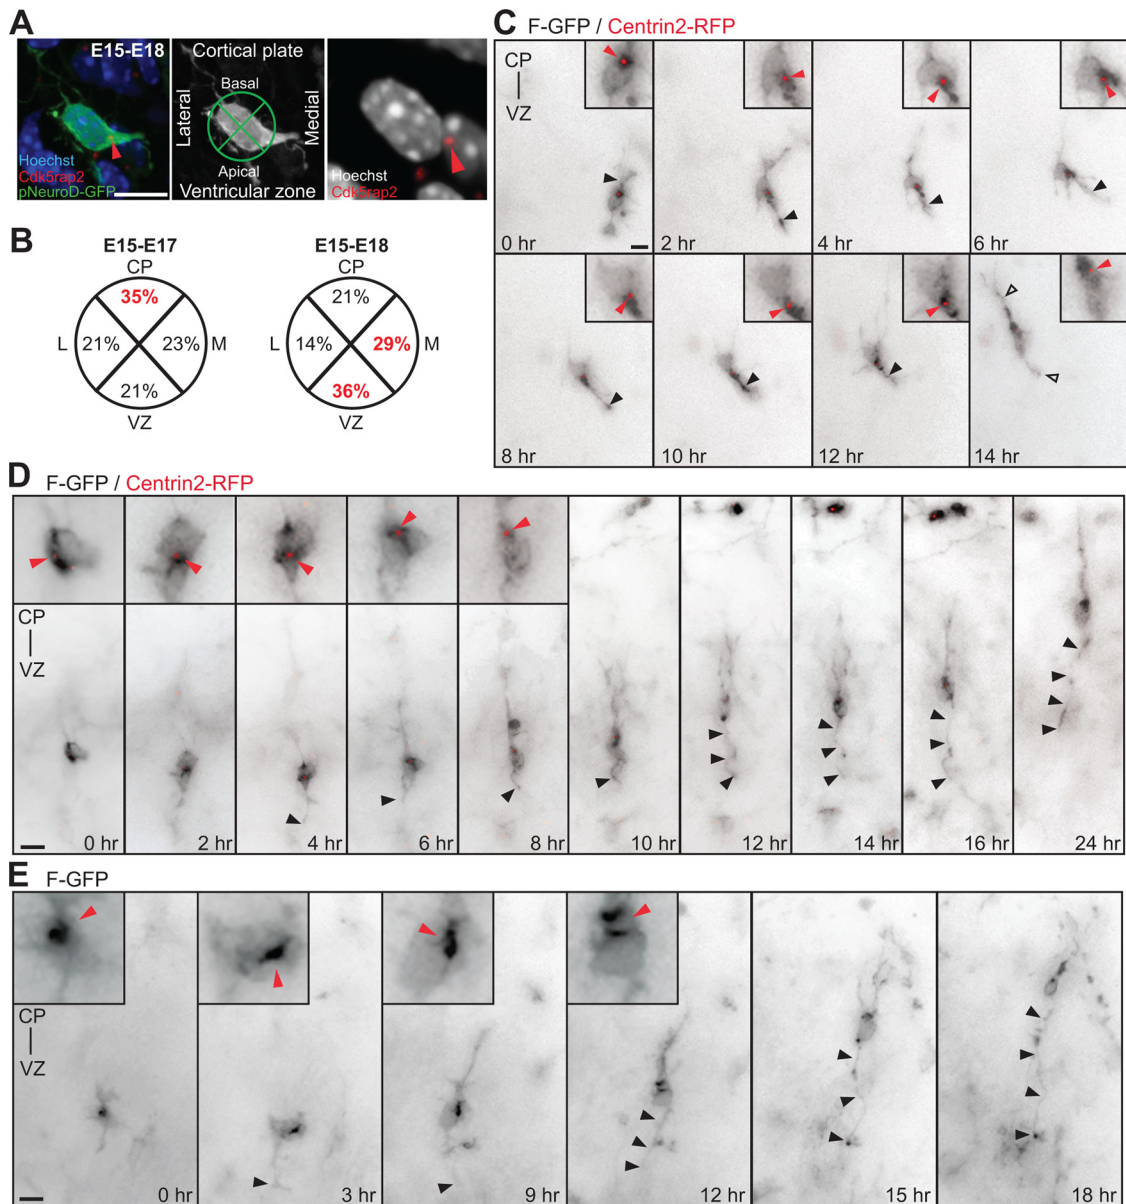 A
E15-E18
Hoechst
Cdk5rap2
pNeuroD-GFP
Cortical plate
Basal
Lateral
Medial
Apical
Ventricular zone
Hoechst
Cdk5rap2
B
E15-E17
CP
35%
L
21%
23%
M
21%
VZ
E15-E18
CP
21%
L
14%
29%
M
36%
VZ
C
F-GFP / Centrin2-RFP
CP
VZ
0 hr
2 hr
4 hr
6 hr
8 hr
10 hr
12 hr
14 hr
D
F-GFP / Centrin2-RFP
CP
VZ
0 hr
2 hr
4 hr
6 hr
8 hr
10 hr
12 hr
14 hr
16 hr
24 hr
E
F-GFP
CP
VZ
0 hr
3 hr
9 hr
12 hr
15 hr
18 hr